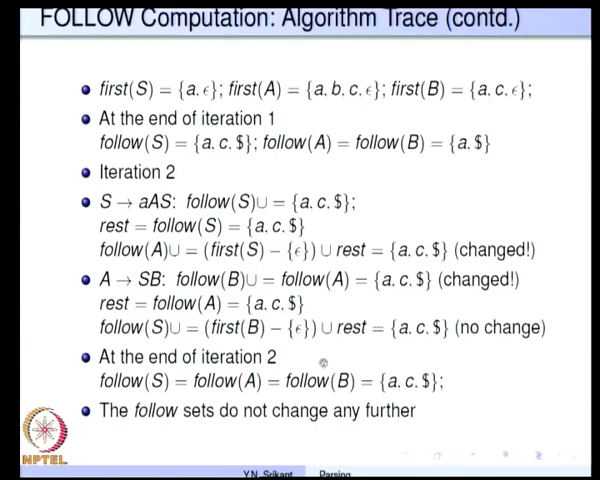 FOLLOW Computation: Algorithm Trace (contd.)
first(S) = {a, ϵ}; first(A) = {a, b, c, ϵ}; first(B) = {a, c, ϵ};
At the end of iteration 1
follow(S) = {a, c, $}; follow(A) = follow(B) = {a, $}
Iteration 2
S → aAS: follow(S)∪ = {a, c, $};
rest = follow(S) = {a, c, $}
follow(A)∪ = (first(S) − {ϵ}) ∪ rest = {a, c, $} (changed!)
A → SB: follow(B)∪ = follow(A) = {a, c, $} (changed!)
rest = follow(A) = {a, c, $}
follow(S)∪ = (first(B) − {ϵ}) ∪ rest = {a, c, $} (no change)
At the end of iteration 2
follow(S) = follow(A) = follow(B) = {a, c, $};
The follow sets do not change any further
NPTEL
Y.N. Srikant Parsing